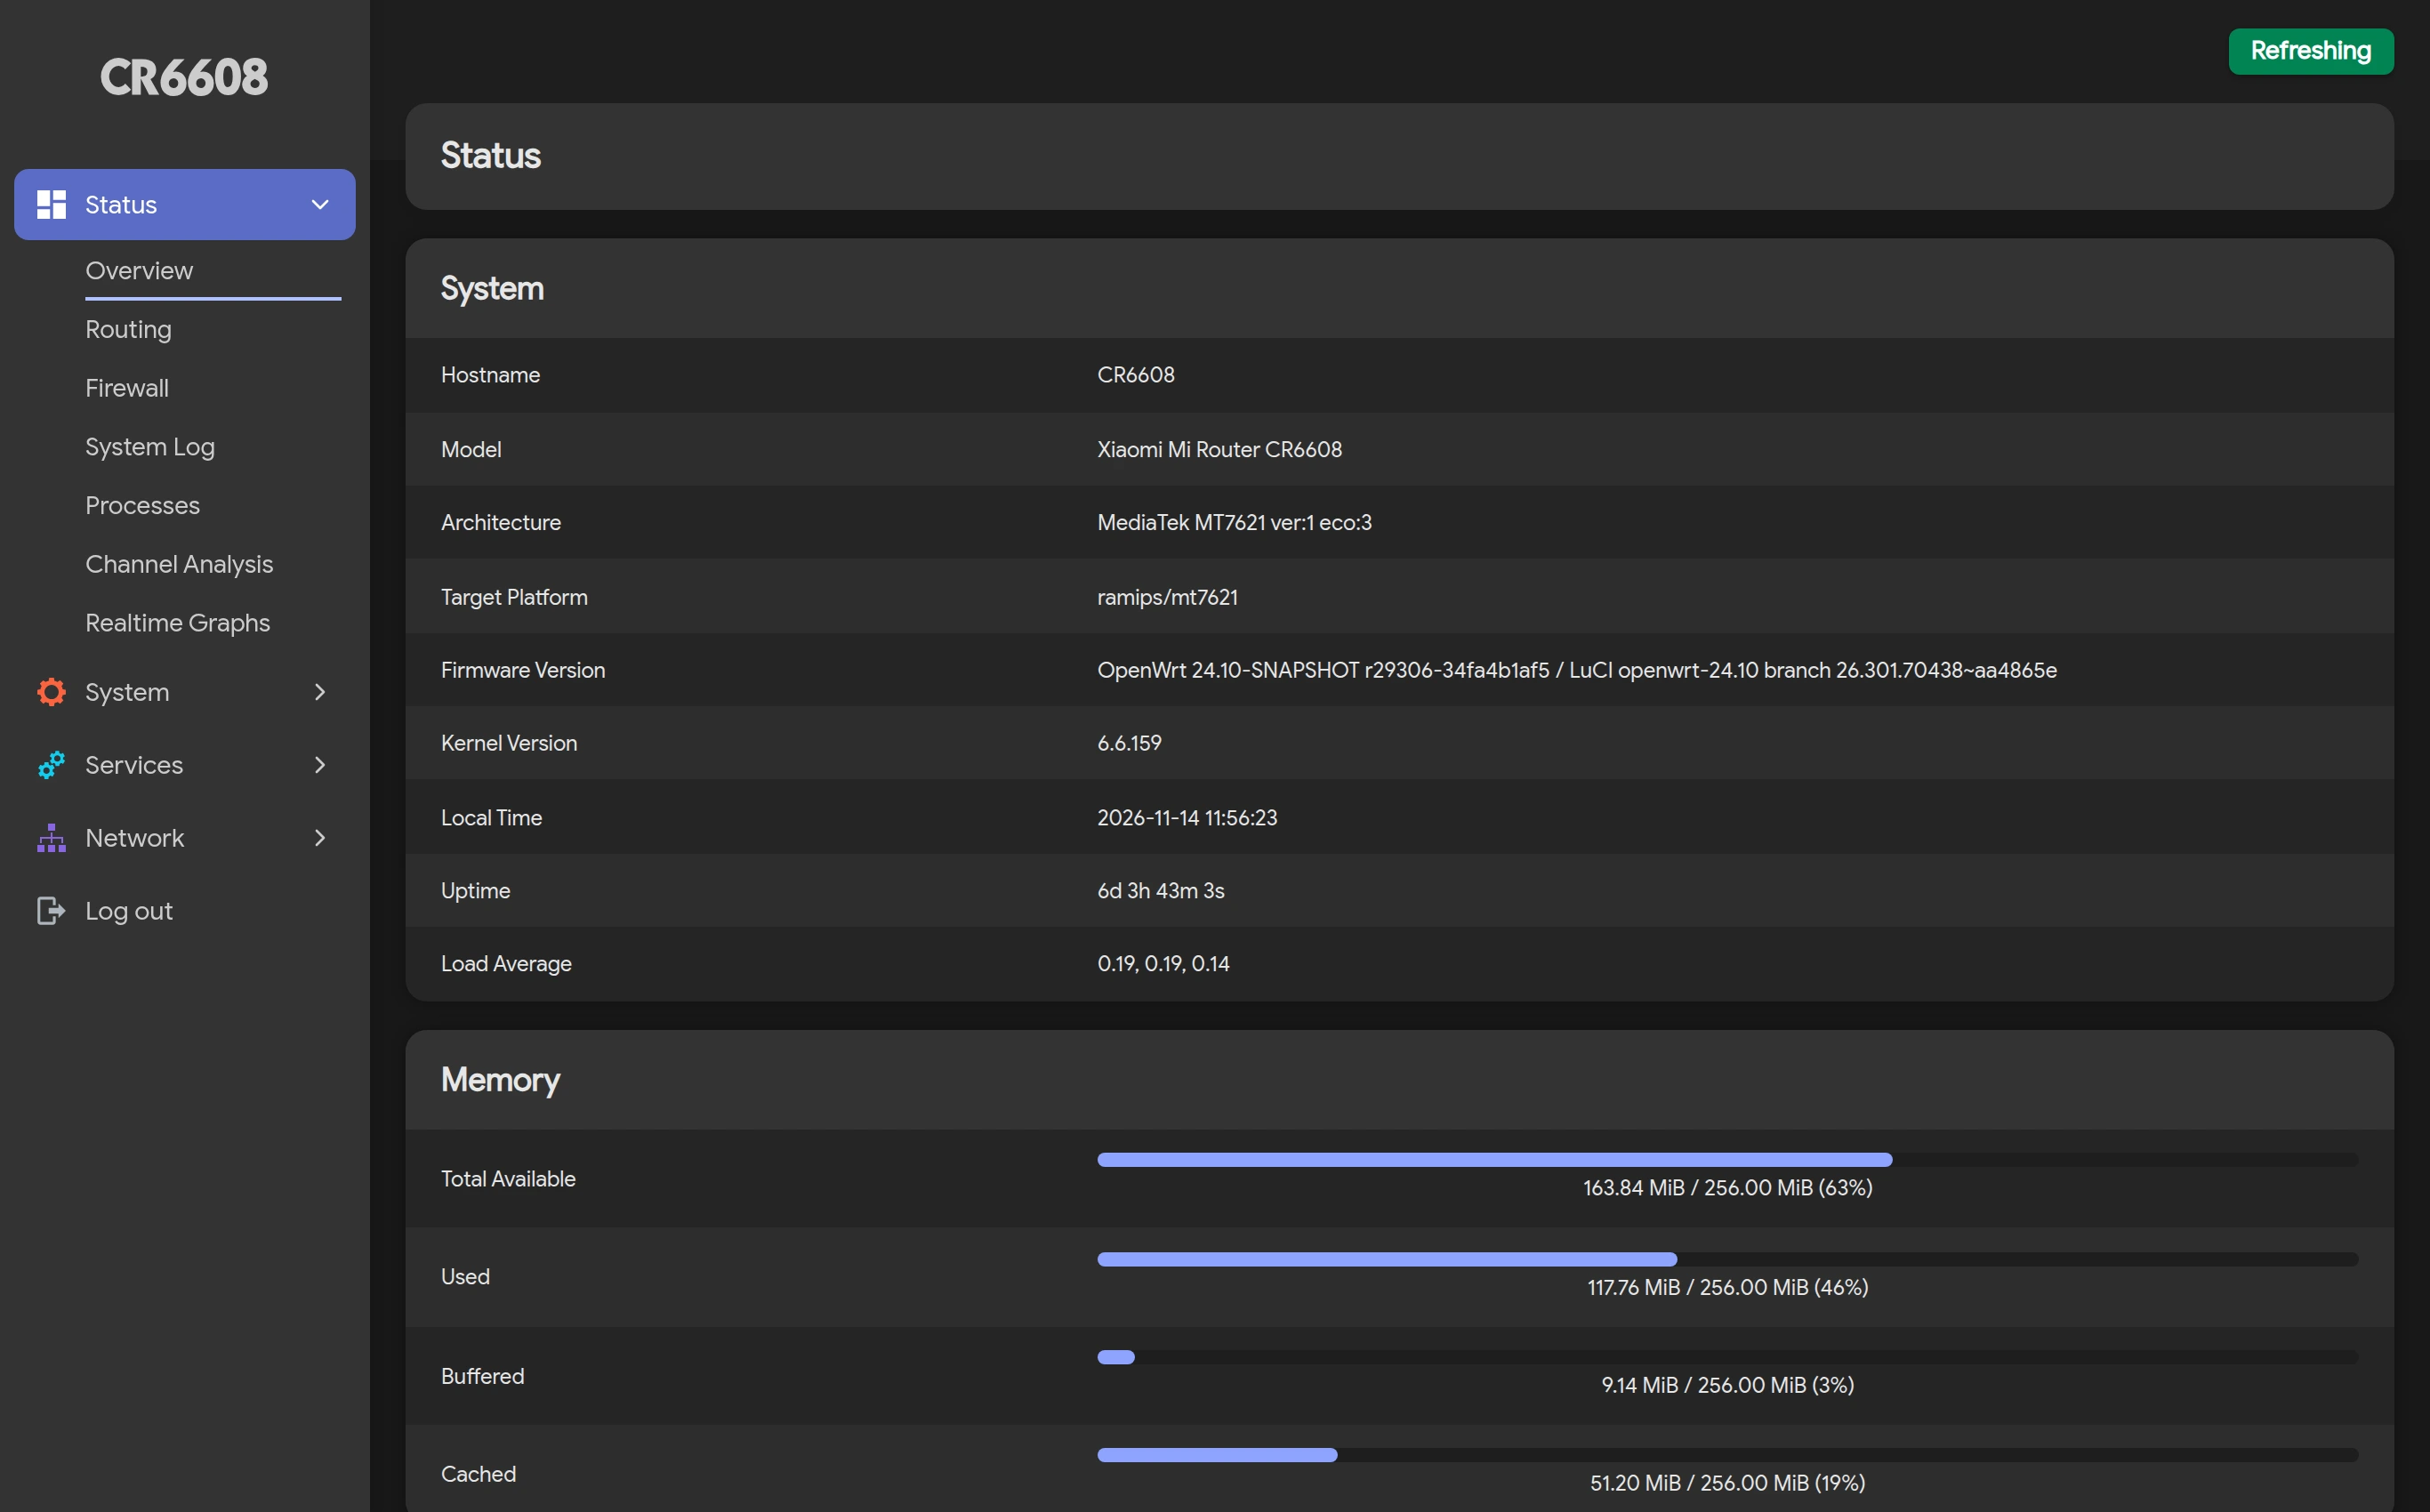 CR6608
Refreshing
Status
Overview
Routing
Firewall
System Log
Processes
Channel Analysis
Realtime Graphs
System
Services
Network
Log out
Status
System
Hostname CR6608
Model Xiaomi Mi Router CR6608
Architecture MediaTek MT7621 ver:1 eco:3
Target Platform ramips/mt7621
Firmware Version OpenWrt 24.10-SNAPSHOT r29306-34fa4b1af5 / LuCI openwrt-24.10 branch 26.301.70438~aa4865e
Kernel Version 6.6.159
Local Time 2026-11-14 11:56:23
Uptime 6d 3h 43m 3s
Load Average 0.19, 0.19, 0.14
Memory
Total Available 163.84 MiB / 256.00 MiB (63%)
Used 117.76 MiB / 256.00 MiB (46%)
Buffered 9.14 MiB / 256.00 MiB (3%)
Cached 51.20 MiB / 256.00 MiB (19%)